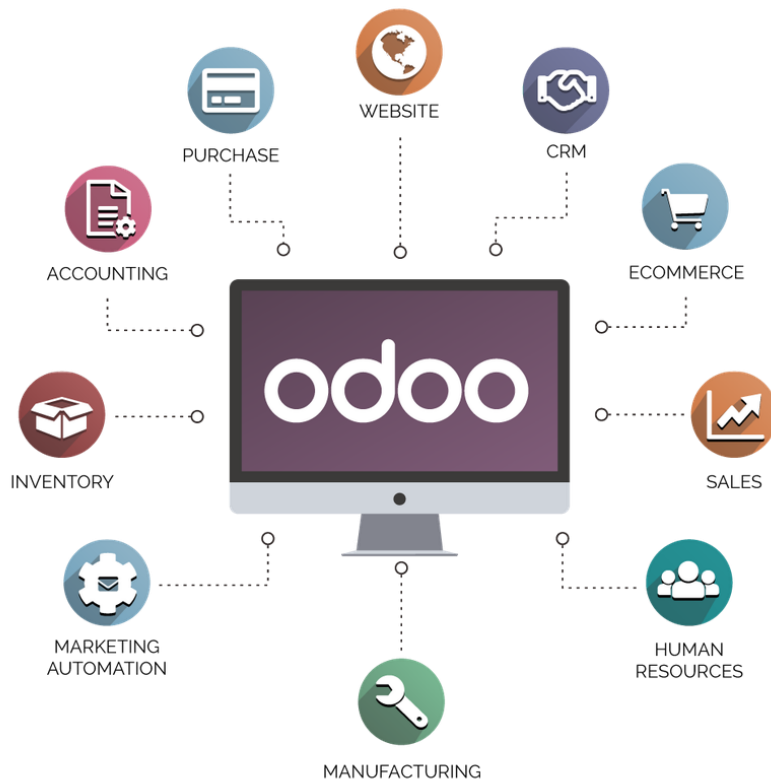 WEBSITE
PURCHASE
CRM
ACCOUNTING
ECOMMERCE
odoo
INVENTORY
SALES
MARKETING
AUTOMATION
HUMAN
RESOURCES
MANUFACTURING